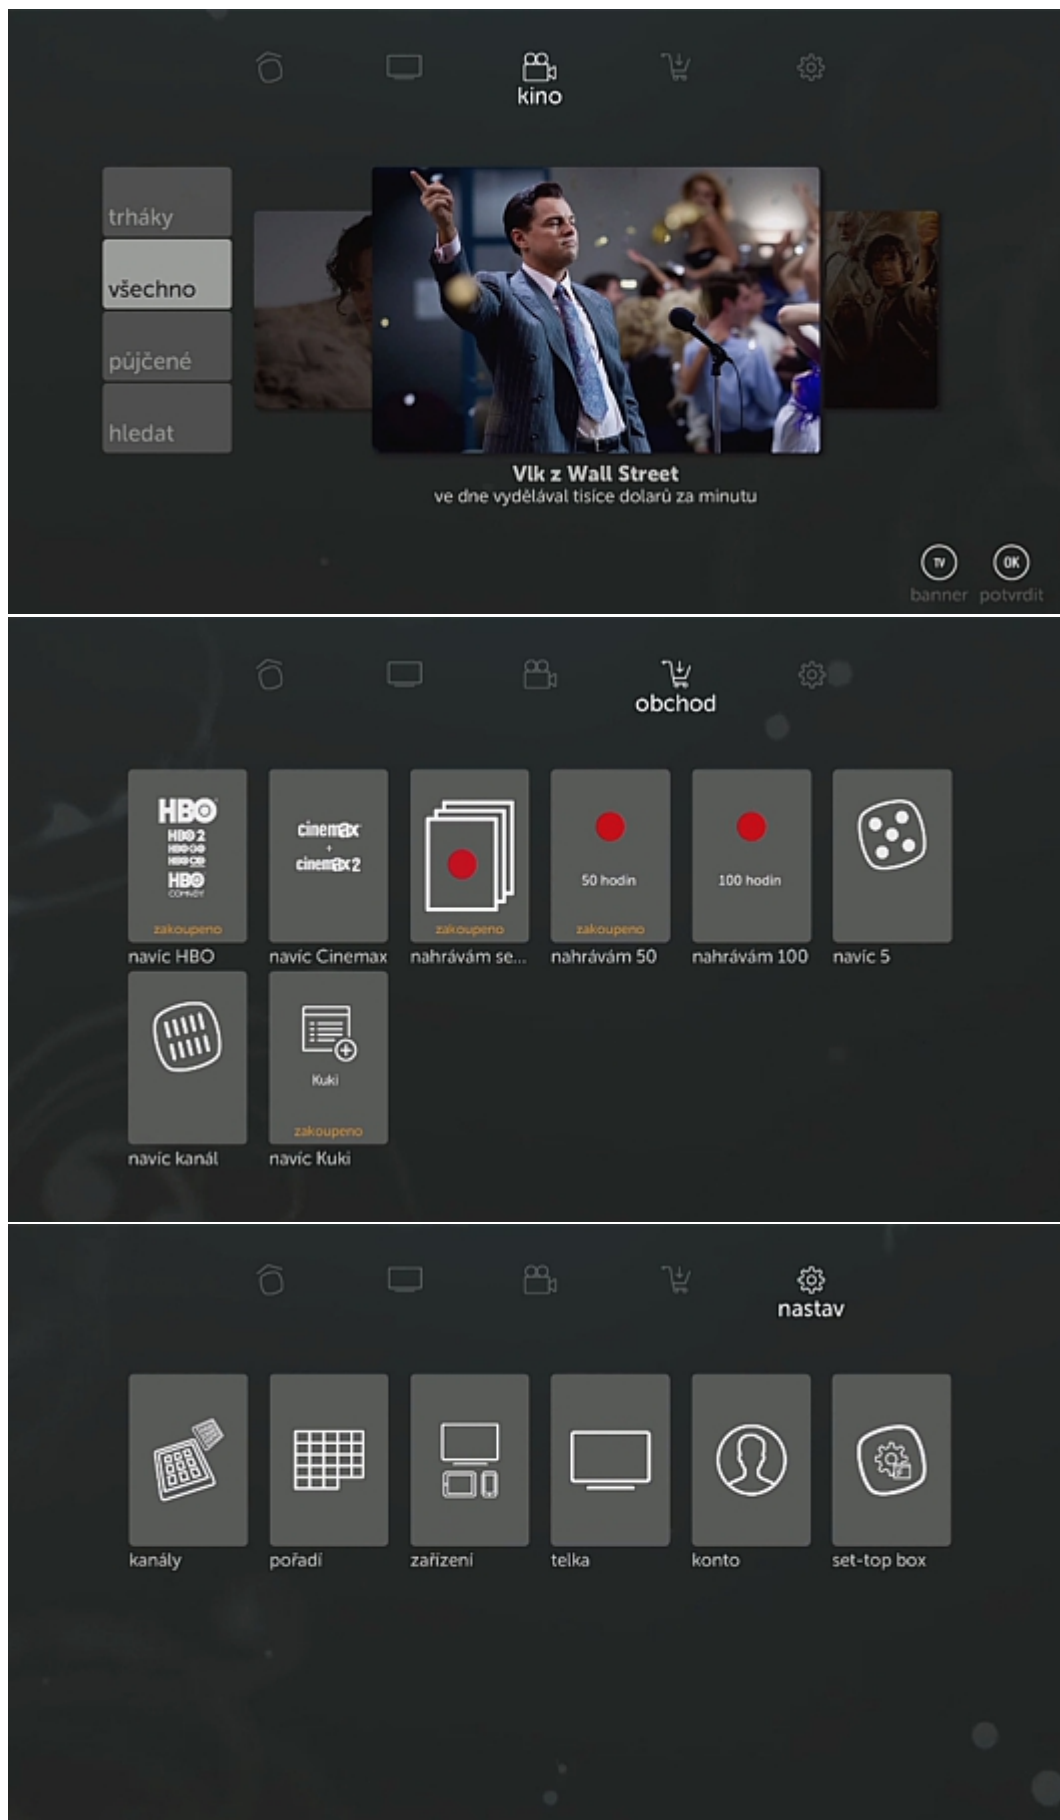 kino
trháky
všechno
půjčené
hledat
Vlk z Wall Street
ve dne vydělával tisíce dolarů za minutu
TV OK
banner potvrdit
obchod
HBO
HBO 2
HBO GO
HBO
COMEDY
zakoupeno
navíc HBO
cinemax
+
cinemax 2
navíc Cinemax
zakoupeno
nahrávám se...
50 hodin
zakoupeno
nahrávám 50
100 hodin
nahrávám 100
navíc 5
navíc kanál
Kuki
zakoupeno
navíc Kuki
nastav
kanály
pořadí
zařízení
telka
konto
set-top box